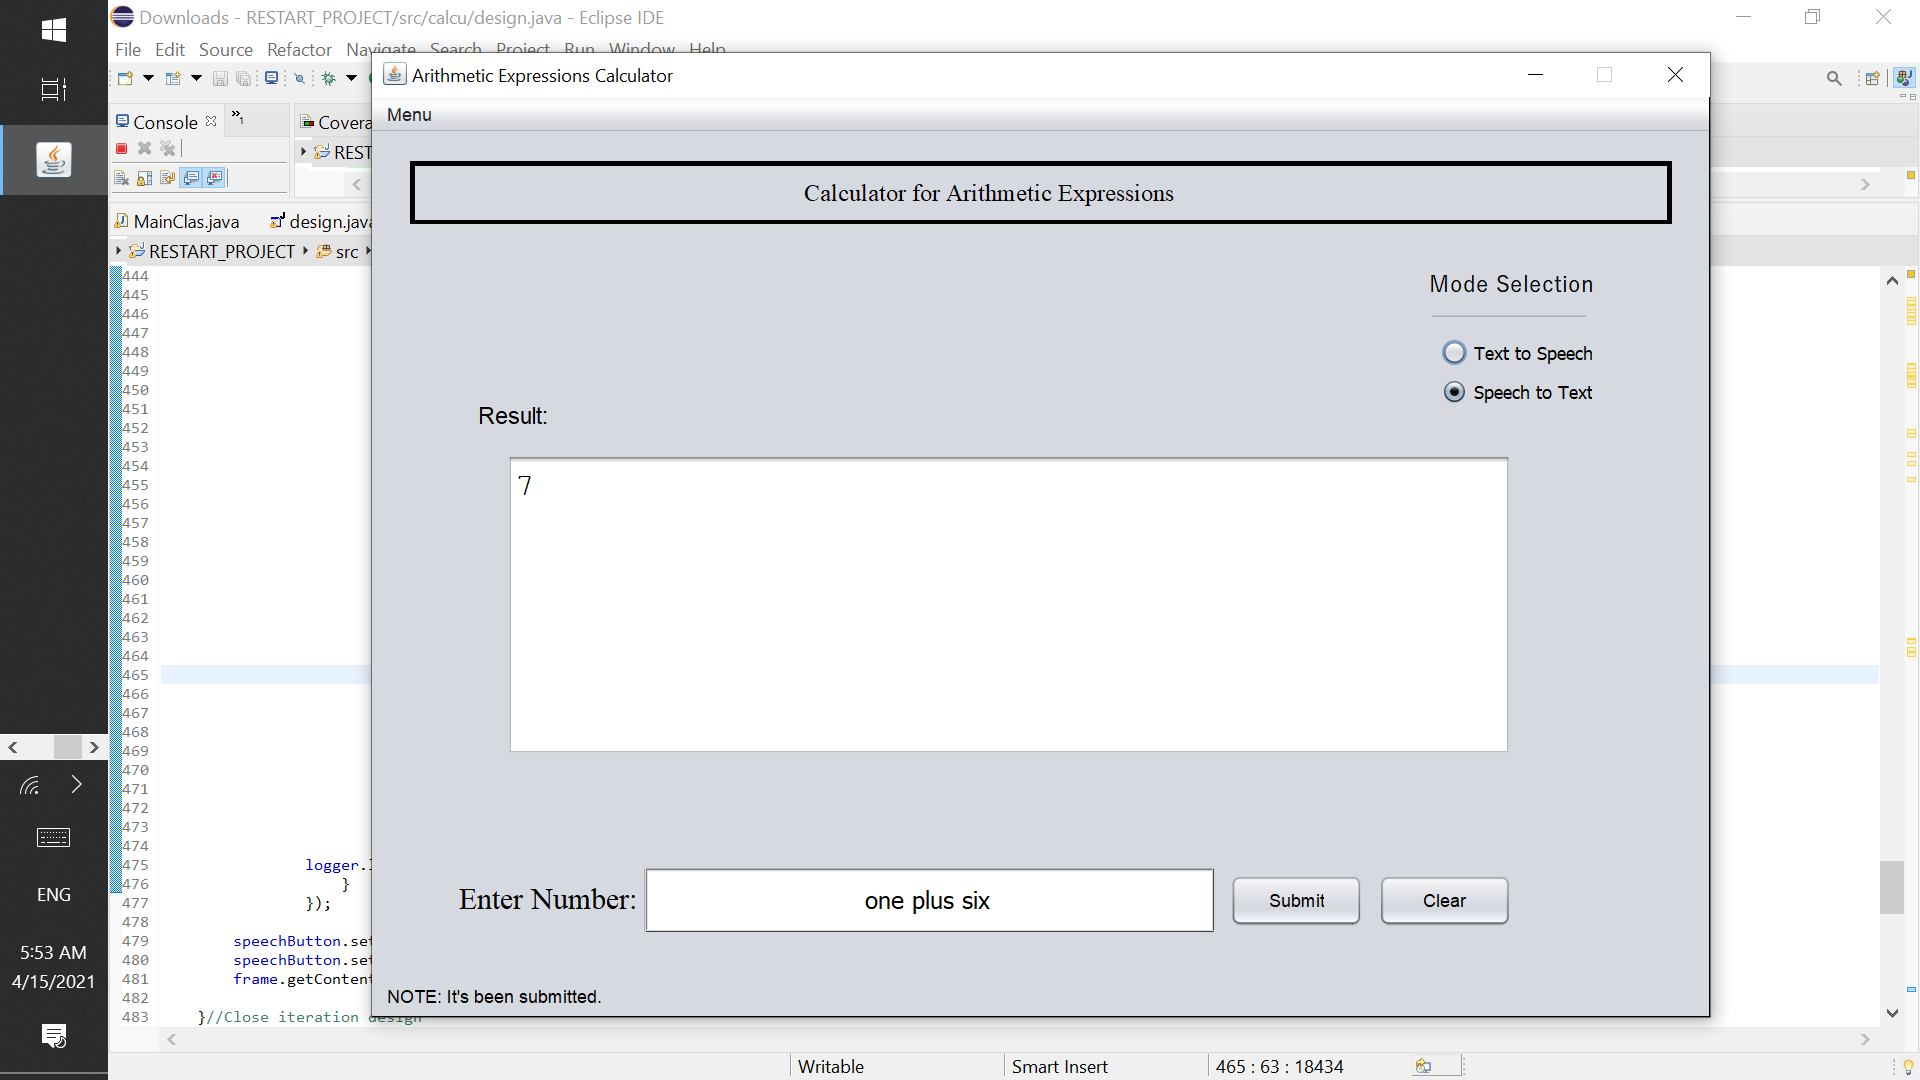 Downloads - RESTART_PROJECT/src/calcu/design.java - Eclipse IDE
File Edit Source Refactor Navigate Search Project Run Window Help
Arithmetic Expressions Calculator
Menu
Console
1
Covera
REST
Calculator for Arithmetic Expressions
MainClas.java
design.java
RESTART_PROJECT
src
Mode Selection
Text to Speech
Speech to Text
Result:
7
444
445
446
447
448
449
450
451
452
453
454
455
456
457
458
459
460
461
462
463
464
465
466
467
468
469
470
471
472
473
474
475 logger.l
476 }
477 });
478
479 speechButton.set
480 speechButton.set
481 frame.getContent
482
483 }//Close iteration design
Enter Number:
one plus six
Submit
Clear
NOTE: It's been submitted.
ENG
5:53 AM
4/15/2021
Writable
Smart Insert
465 : 63 : 18434